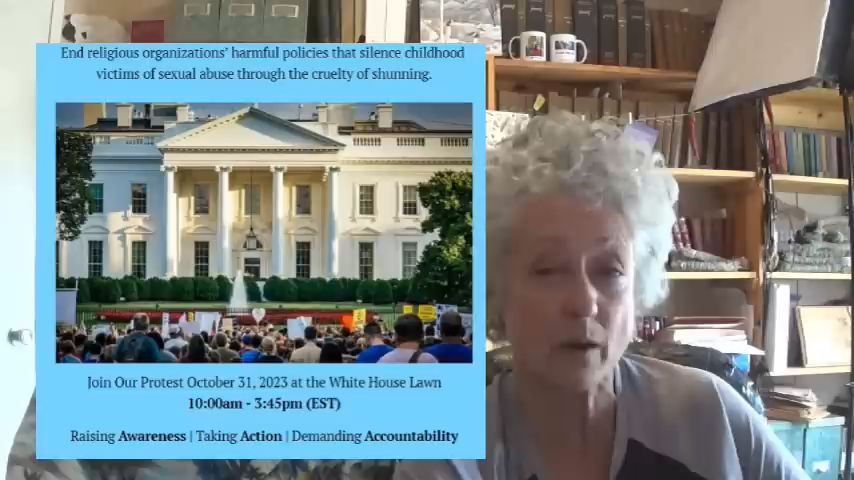 End religious organizations' harmful policies that silence childhood
victims of sexual abuse through the cruelty of shunning.
Join Our Protest October 31, 2023 at the White House Lawn
10:00am - 3:45pm (EST)
Raising Awareness | Taking Action | Demanding Accountability